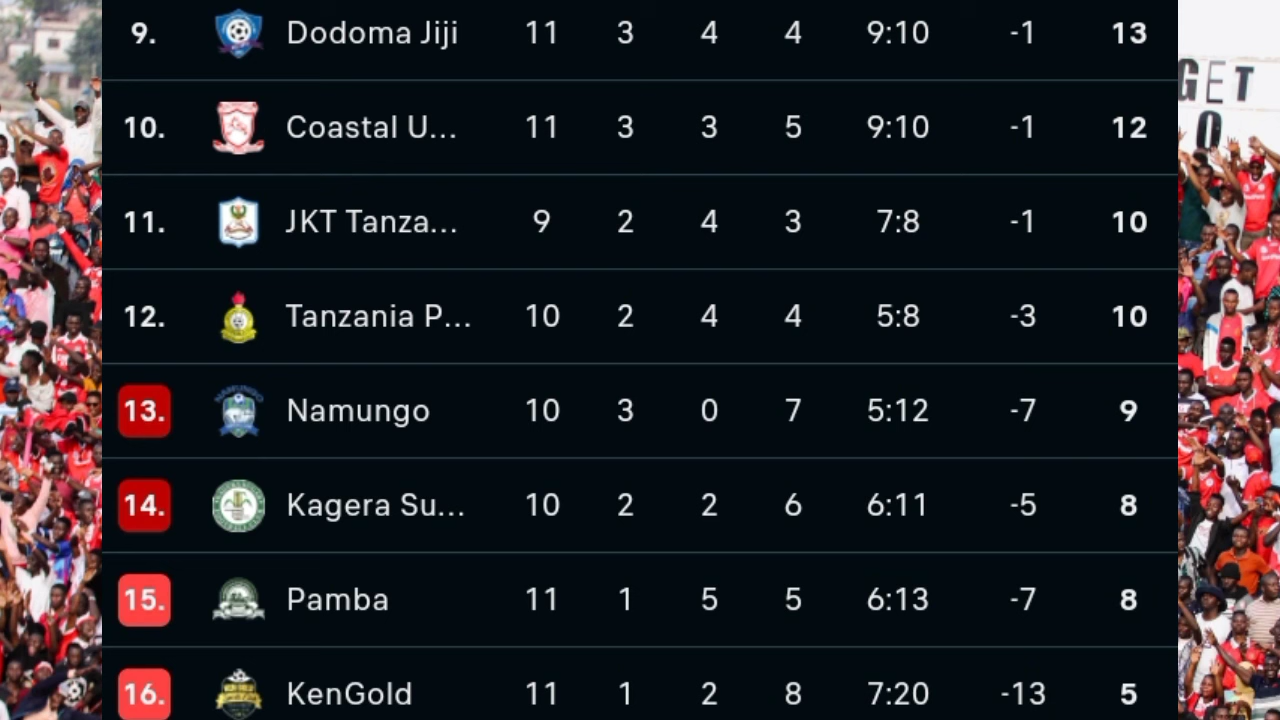 9. Dodoma Jiji 11 3 4 4 9:10 -1 13
10. Coastal U... 11 3 3 5 9:10 -1 12
11. JKT Tanza... 9 2 4 3 7:8 -1 10
12. Tanzania P... 10 2 4 4 5:8 -3 10
13. Namungo 10 3 0 7 5:12 -7 9
14. Kagera Su... 10 2 2 6 6:11 -5 8
15. Pamba 11 1 5 5 6:13 -7 8
16. KenGold 11 1 2 8 7:20 -13 5
GET
O
NAMUNGO